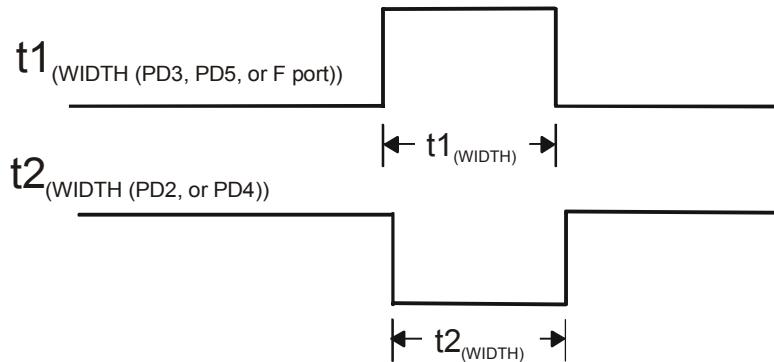 t1(WIDTH (PD3, PD5, or F port))
t1(WIDTH)
t2(WIDTH (PD2, or PD4))
t2(WIDTH)